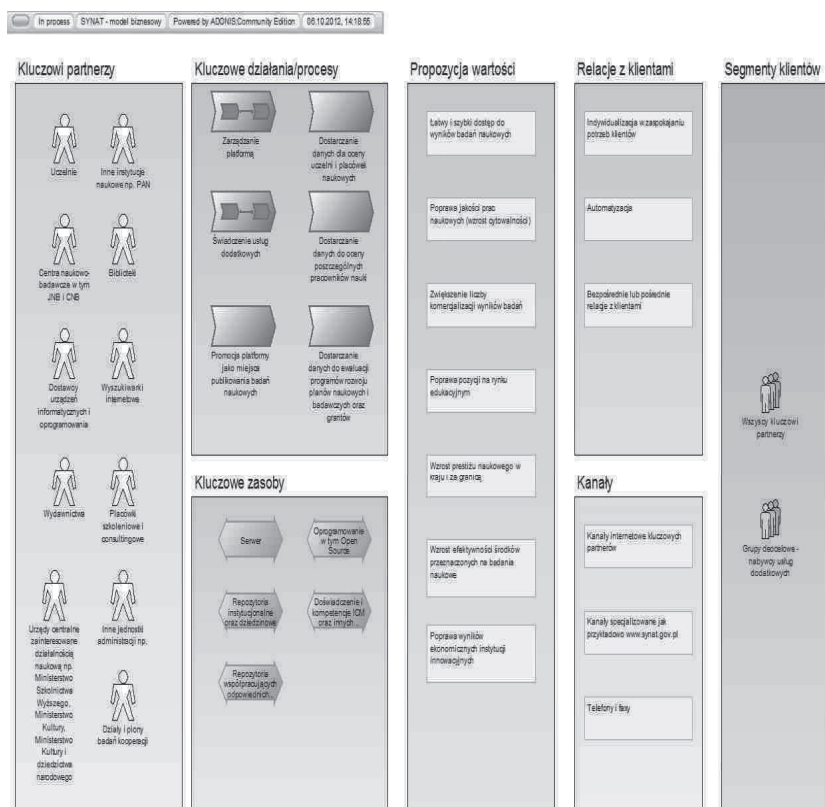 In process
SYNAT - model biznesowy
Powered by ADONIS:Community Edition
06.10.2012, 14:18:55
Kluczowi partnerzy
Uczelnie
Inne instytucje
naukowe np. PAN
Centra naukowo-
badawcze w tym
JNB i CNB
Biblioteki
Dostawcy
urządzeń
informatycznych i
oprogramowania
Wyszukiwarki
internetowe
Wydawnictwa
Placówki
szkoleniowe i
consultingowe
Urzędy centralne
zainteresowane
działalnością
naukową np.
Ministerstwo
Szkolnictwa
Wyższego,
Ministerstwo
Kultury,
Ministerstwo
Kultury i
dziedzictwa
narodowego
Inne jednostki
administracji np.
Działy i piony
badań kooperacji
Kluczowe działania/procesy
Zarządzanie
platformą
Dostarczanie
danych dla oceny
uczelni i placówek
naukowych
Świadczenie usług
dodatkowych
Dostarczanie
danych do oceny
poszczególnych
pracowników nauki
Promocja platformy
jako miejsca
publikowania badań
naukowych
Dostarczanie
danych do ewaluacji
programów rozwoju
planów naukowych i
badawczych oraz
grantów
Kluczowe zasoby
Serwer
Oprogramowanie
w tym Open
Source
Repozytoria
instytucjonalne
oraz dziedzinowe
Doświadczenie i
kompetencje ICM
oraz innych...
Repozytoria
współpracujących
odpowiednich...
Propozycja wartości
Łatwy i szybki dostęp do
wyników badań naukowych
Poprawa jakości prac
naukowych (wzrost cytowalności)
Zwiększenie liczby
komercjalizacji wyników badań
Poprawa pozycji na rynku
edukacyjnym
Wzrost prestiżu naukowego w
kraju i za granicą
Wzrost efektywności środków
przeznaczonych na badania
naukowe
Poprawa wyników
ekonomicznych instytucji
innowacyjnych
Relacje z klientami
Indywidualizacja w zaspokajaniu
potrzeb klientów
Automatyzacja
Bezpośrednie lub pośrednie
relacje z klientami
Kanały
Kanały internetowe kluczowych
partnerów
Kanały specjalizowane jak
przykładowo www.synat.gov.pl
Telefony i faxy
Segmenty klientów
Wszyscy kluczowi
partnerzy
Grupy docelowe -
nabywcy usług
dodatkowych